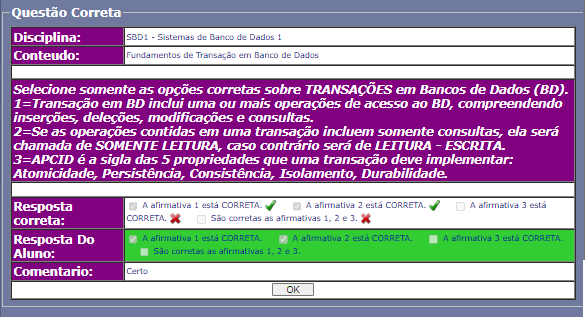 Questão Correta
Disciplina: SBD1 - Sistemas de Banco de Dados 1
Conteudo: Fundamentos de Transação em Banco de Dados
Selecione somente as opções corretas sobre TRANSAÇÕES em Bancos de Dados (BD).
1=Transação em BD inclui uma ou mais operações de acesso ao BD, compreendendo
inserções, deleções, modificações e consultas.
2=Se as operações contidas em uma transação incluem somente consultas, ela será
chamada de SOMENTE LEITURA, caso contrário será de LEITURA - ESCRITA.
3=APCID é a sigla das 5 propriedades que uma transação deve implementar:
Atomicidade, Persistência, Consistência, Isolamento, Durabilidade.
Resposta correta: A afirmativa 1 está CORRETA. A afirmativa 2 está CORRETA. A afirmativa 3 está
CORRETA. São corretas as afirmativas 1, 2 e 3.
Resposta Do Aluno: A afirmativa 1 está CORRETA. A afirmativa 2 está CORRETA. A afirmativa 3 está CORRETA.
São corretas as afirmativas 1, 2 e 3.
Comentario: Certo
OK